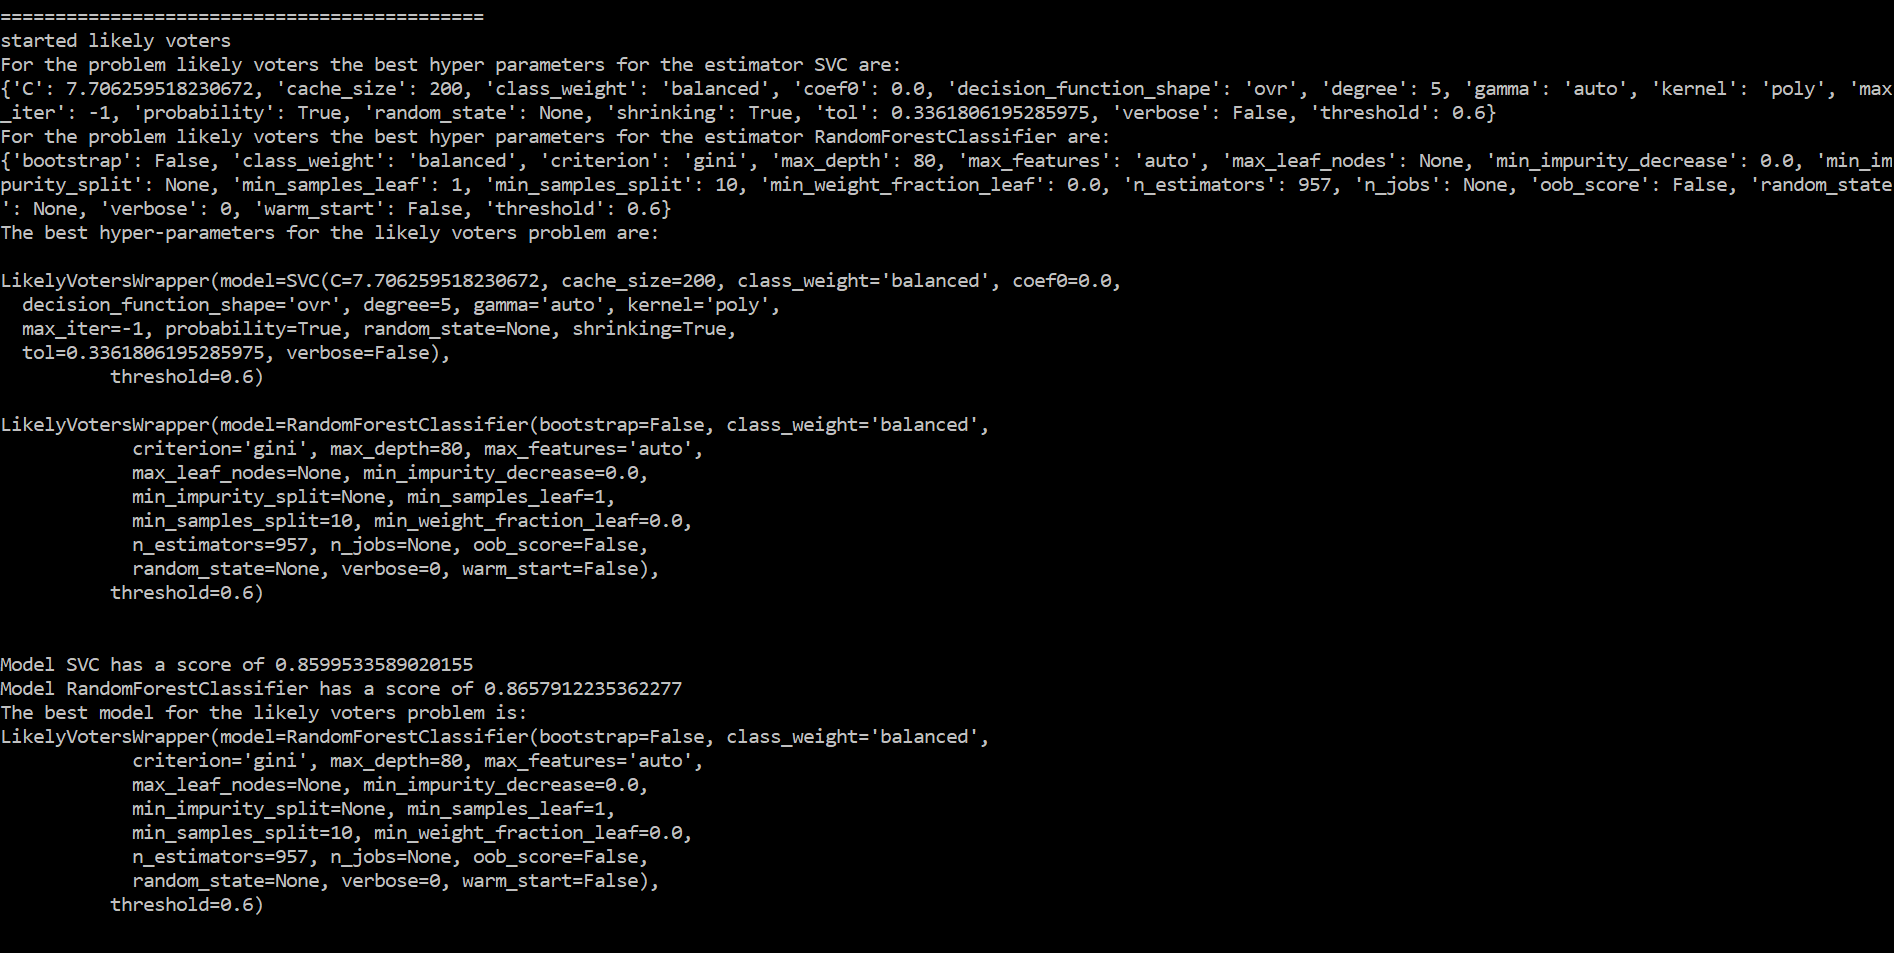 ============================================
started likely voters
For the problem likely voters the best hyper parameters for the estimator SVC are:
{'C': 7.706259518230672, 'cache_size': 200, 'class_weight': 'balanced', 'coef0': 0.0, 'decision_function_shape': 'ovr', 'degree': 5, 'gamma': 'auto', 'kernel': 'poly', 'max
_iter': -1, 'probability': True, 'random_state': None, 'shrinking': True, 'tol': 0.3361806195285975, 'verbose': False, 'threshold': 0.6}
For the problem likely voters the best hyper parameters for the estimator RandomForestClassifier are:
{'bootstrap': False, 'class_weight': 'balanced', 'criterion': 'gini', 'max_depth': 80, 'max_features': 'auto', 'max_leaf_nodes': None, 'min_impurity_decrease': 0.0, 'min_im
purity_split': None, 'min_samples_leaf': 1, 'min_samples_split': 10, 'min_weight_fraction_leaf': 0.0, 'n_estimators': 957, 'n_jobs': None, 'oob_score': False, 'random_state
': None, 'verbose': 0, 'warm_start': False, 'threshold': 0.6}
The best hyper-parameters for the likely voters problem are:

LikelyVotersWrapper(model=SVC(C=7.706259518230672, cache_size=200, class_weight='balanced', coef0=0.0,
  decision_function_shape='ovr', degree=5, gamma='auto', kernel='poly',
  max_iter=-1, probability=True, random_state=None, shrinking=True,
  tol=0.3361806195285975, verbose=False),
          threshold=0.6)

LikelyVotersWrapper(model=RandomForestClassifier(bootstrap=False, class_weight='balanced',
            criterion='gini', max_depth=80, max_features='auto',
            max_leaf_nodes=None, min_impurity_decrease=0.0,
            min_impurity_split=None, min_samples_leaf=1,
            min_samples_split=10, min_weight_fraction_leaf=0.0,
            n_estimators=957, n_jobs=None, oob_score=False,
            random_state=None, verbose=0, warm_start=False),
          threshold=0.6)

Model SVC has a score of 0.8599533589020155
Model RandomForestClassifier has a score of 0.8657912235362277
The best model for the likely voters problem is:
LikelyVotersWrapper(model=RandomForestClassifier(bootstrap=False, class_weight='balanced',
            criterion='gini', max_depth=80, max_features='auto',
            max_leaf_nodes=None, min_impurity_decrease=0.0,
            min_impurity_split=None, min_samples_leaf=1,
            min_samples_split=10, min_weight_fraction_leaf=0.0,
            n_estimators=957, n_jobs=None, oob_score=False,
            random_state=None, verbose=0, warm_start=False),
          threshold=0.6)